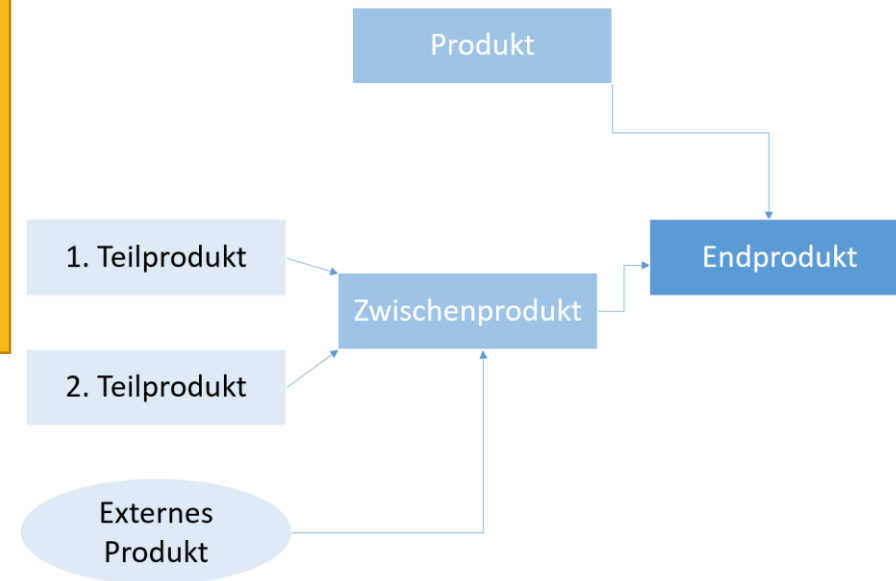 Produkt
1. Teilprodukt
Endprodukt
Zwischenprodukt
2. Teilprodukt
Externes
Produkt